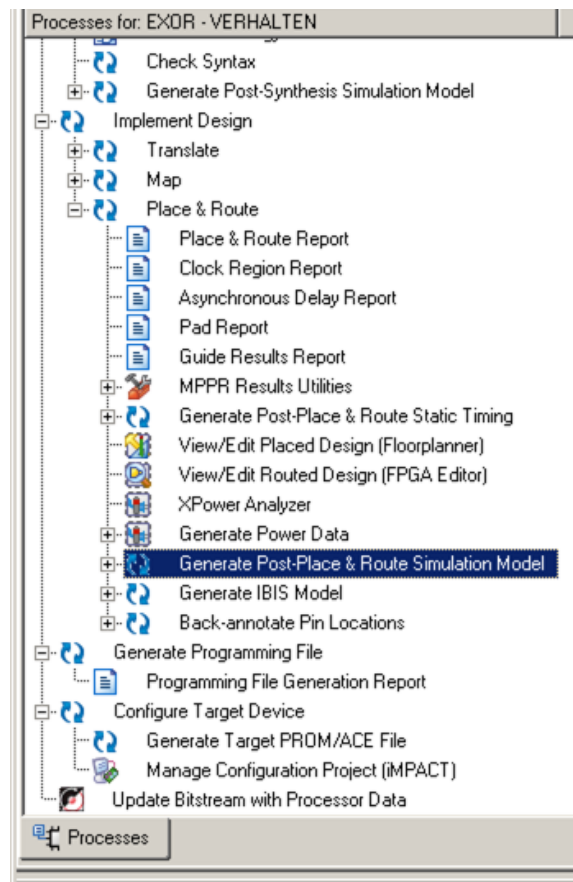 Processes for: EXOR - VERHALTEN
Check Syntax
Generate Post-Synthesis Simulation Model
Implement Design
Translate
Map
Place & Route
Place & Route Report
Clock Region Report
Asynchronous Delay Report
Pad Report
Guide Results Report
MPPR Results Utilities
Generate Post-Place & Route Static Timing
View/Edit Placed Design (Floorplanner)
View/Edit Routed Design (FPGA Editor)
XPower Analyzer
Generate Power Data
Generate Post-Place & Route Simulation Model
Generate IBIS Model
Back-annotate Pin Locations
Generate Programming File
Programming File Generation Report
Configure Target Device
Generate Target PROM/ACE File
Manage Configuration Project (iMPACT)
Update Bitstream with Processor Data
Processes